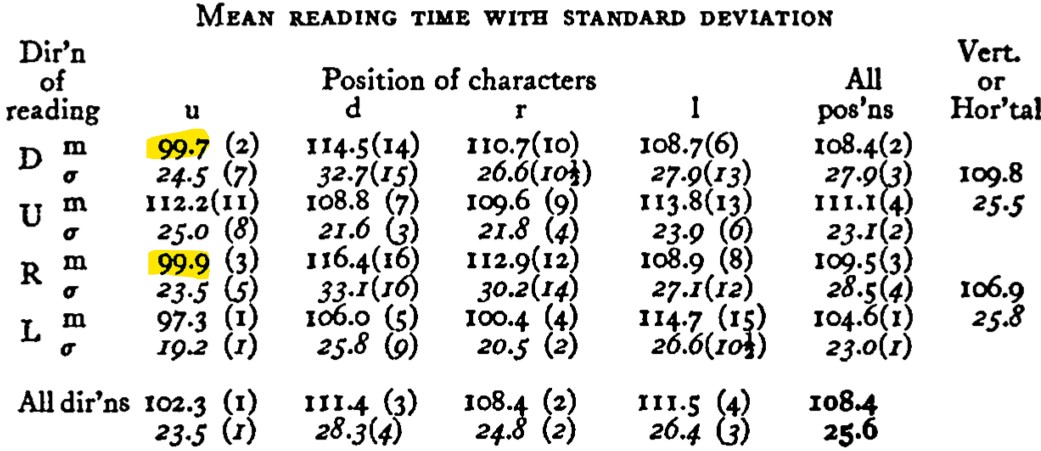 MEAN READING TIME WITH STANDARD DEVIATION
Dir'n of reading Position of characters All pos'ns Vert. or Hor'tal
u d r l
D m 99.7 (2) 114.5(14) 110.7(10) 108.7(6) 108.4(2)
σ 24.5 (7) 32.7(15) 26.6(10½) 27.9(13) 27.9(3) 109.8
U m 112.2(11) 108.8 (7) 109.6 (9) 113.8(13) 111.1(4) 25.5
σ 25.0 (8) 21.6 (3) 21.8 (4) 23.9 (6) 23.1(2)
R m 99.9 (3) 116.4(16) 112.9(12) 108.9 (8) 109.5(3)
σ 23.5 (5) 33.1(16) 30.2(14) 27.1(12) 28.5(4) 106.9
L m 97.3 (1) 106.0 (5) 100.4 (4) 114.7 (15) 104.6(1) 25.8
σ 19.2 (1) 25.8 (9) 20.5 (2) 26.6(10½) 23.0(1)
All dir'ns 102.3 (1) 111.4 (3) 108.4 (2) 111.5 (4) 108.4
23.5 (1) 28.3(4) 24.8 (2) 26.4 (3) 25.6